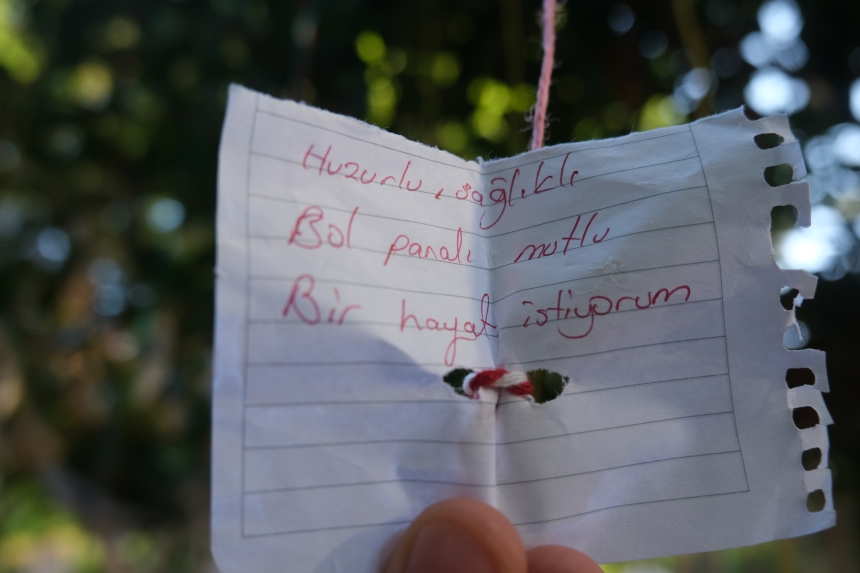 Huzurlu, sağlıklı
Bol paralı mutlu
Bir hayat istiyorum